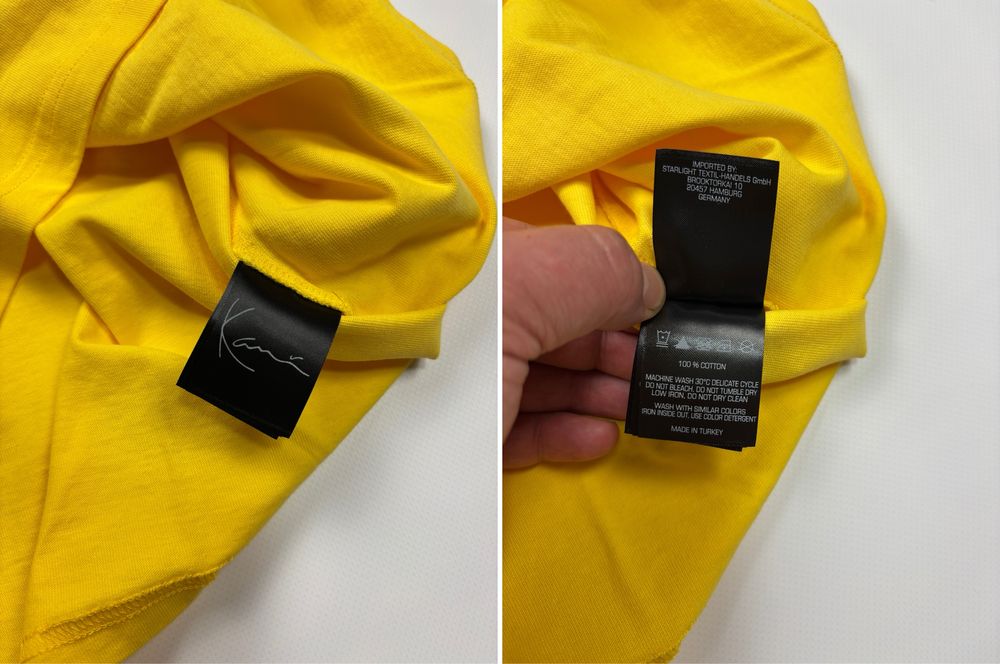 Kani
IMPORTED BY:
STARLIGHT TEXTIL-HANDELS GmbH
BROOKTORKAI 10
20457 HAMBURG
GERMANY
100 % COTTON
MACHINE WASH 30°C DELICATE CYCLE
DO NOT BLEACH, DO NOT TUMBLE DRY
LOW IRON, DO NOT DRY CLEAN
WASH WITH SIMILAR COLORS
IRON INSIDE OUT, USE COLOR DETERGENT
MADE IN TURKEY